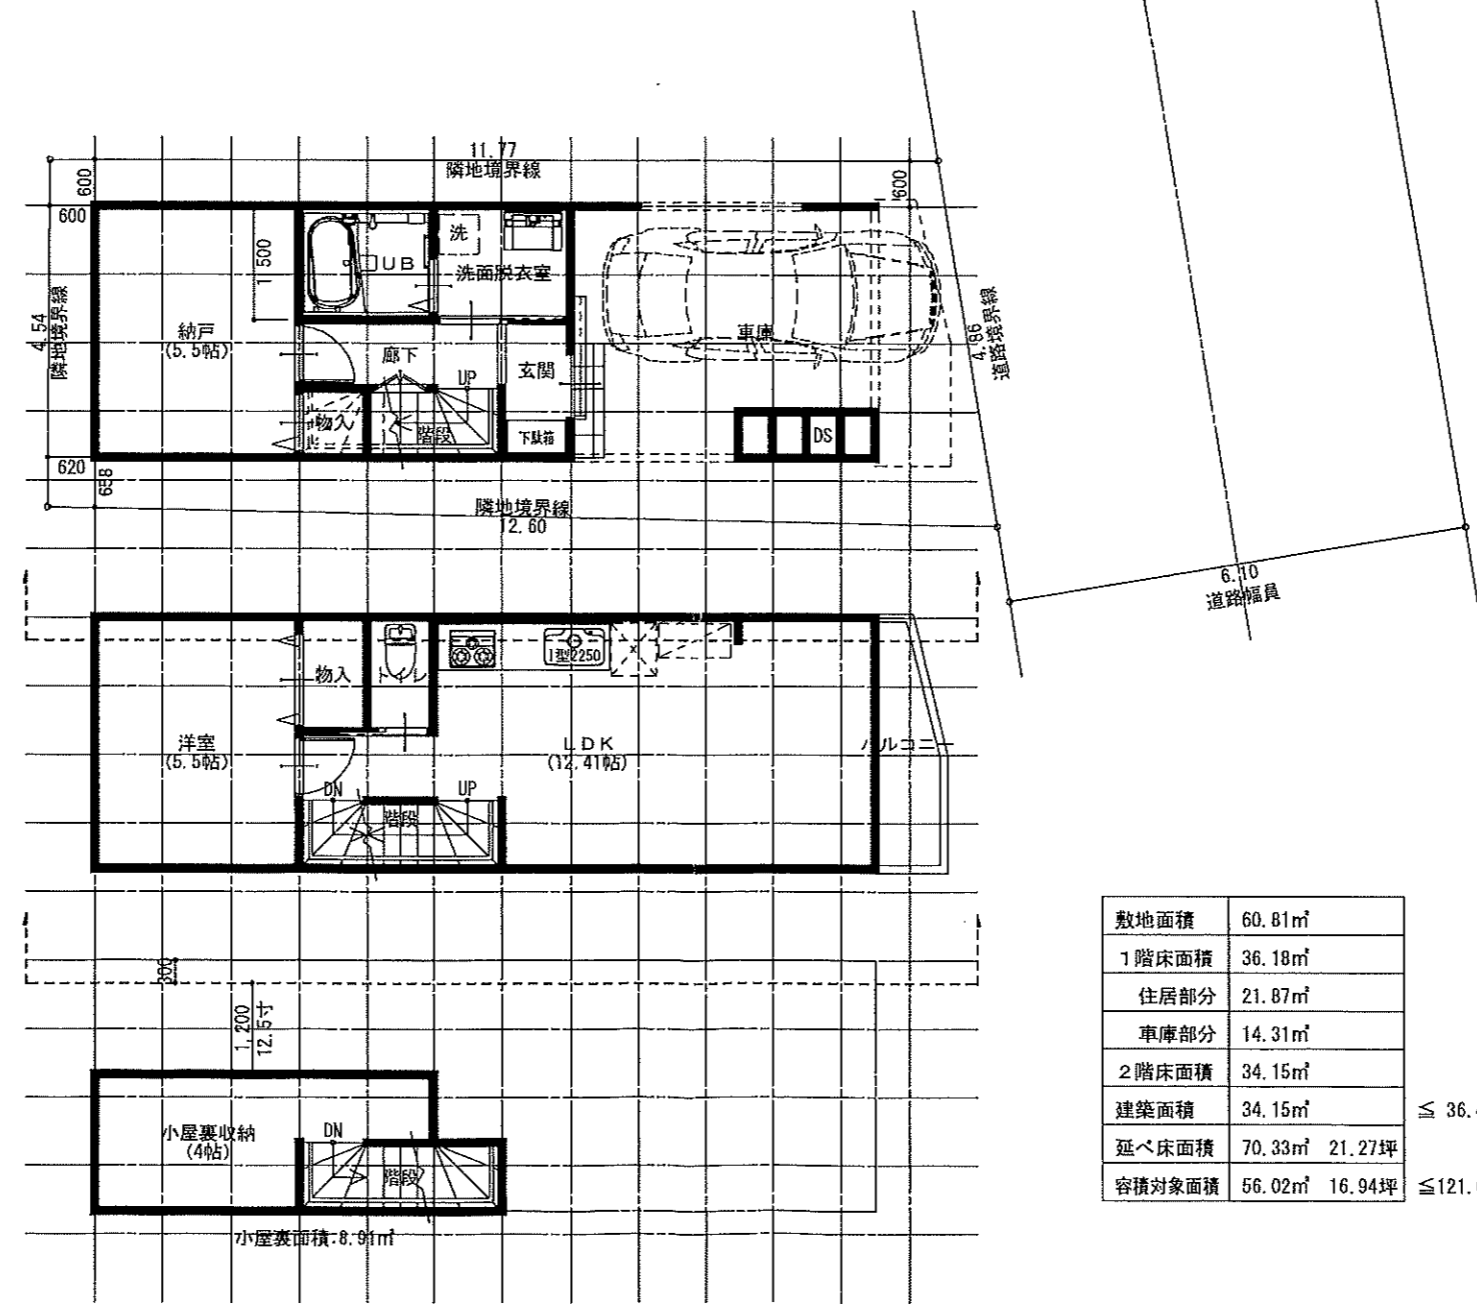 11.77
隣地境界線
600
600
600
1,500
UB
洗
洗面脱衣室
4.54
隣地境界線
納戸
(5.5帖)
廊下
UP
玄関
車庫
4.86
道路境界線
物入
階段
下駄箱
DS
620
658
隣地境界線
12.60
6.10
道路幅員
I型2250
物入
トイレ
洋室
(5.5帖)
LDK
(12.41帖)
バルコニー
DN
UP
階段
300
1,200
12.5寸
小屋裏収納
(4帖)
DN
階段
小屋裏面積:8.91㎡
敷地面積 60.81㎡
1階床面積 36.18㎡
住居部分 21.87㎡
車庫部分 14.31㎡
2階床面積 34.15㎡
建築面積 34.15㎡ ≦ 36.
延べ床面積 70.33㎡ 21.27坪
容積対象面積 56.02㎡ 16.94坪 ≦121.